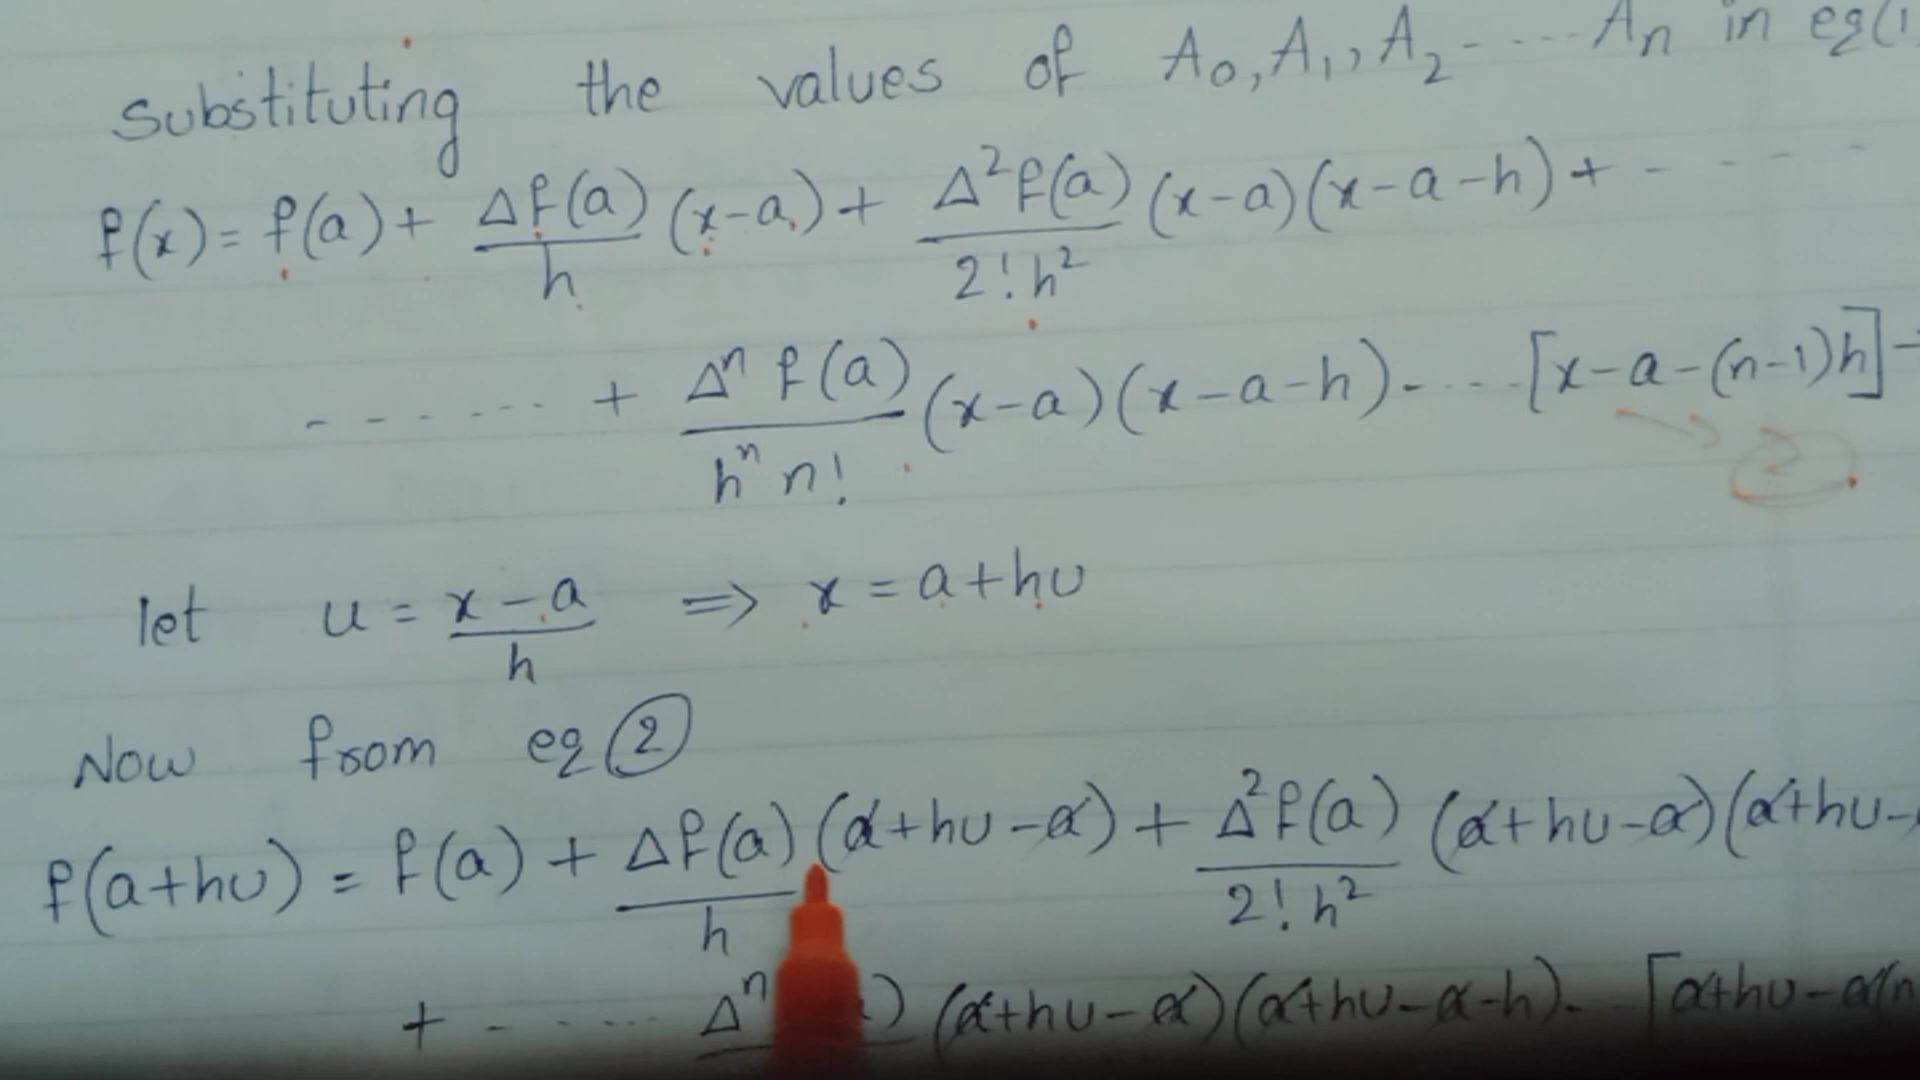 Substituting the values of A₀, A₁, A₂ - ... Aₙ in eq(1
f(x) = f(a) + Δf(a)/h (x-a) + Δ²f(a)/2!h² (x-a)(x-a-h) + - - - -
- - - - - ... + Δⁿ f(a)/hⁿ n! (x-a)(x-a-h) - ... [x-a-(n-1)h] →
②
let u = x-a/h ⇒ x = a+hu
Now from eq ②
f(a+hu) = f(a) + Δf(a)/h (a+hu-a) + Δ²f(a)/2!h² (a+hu-a)(a+hu-
+ - ... Δⁿ ) (a+hu-a)(a+hu-a-h) - [a+hu-a(n